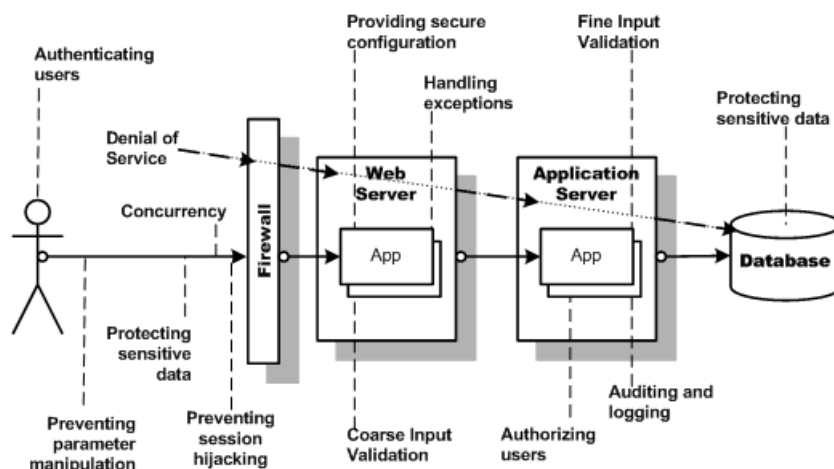 Providing secure
configuration
Fine Input
Validation
Authenticating
users
Handling
exceptions
Protecting
sensitive data
Denial of
Service
Web
Server
Application
Server
Concurrency
Firewall
App
App
Database
Protecting
sensitive
data
Preventing
parameter
manipulation
Preventing
session
hijacking
Coarse Input
Validation
Authorizing
users
Auditing and
logging